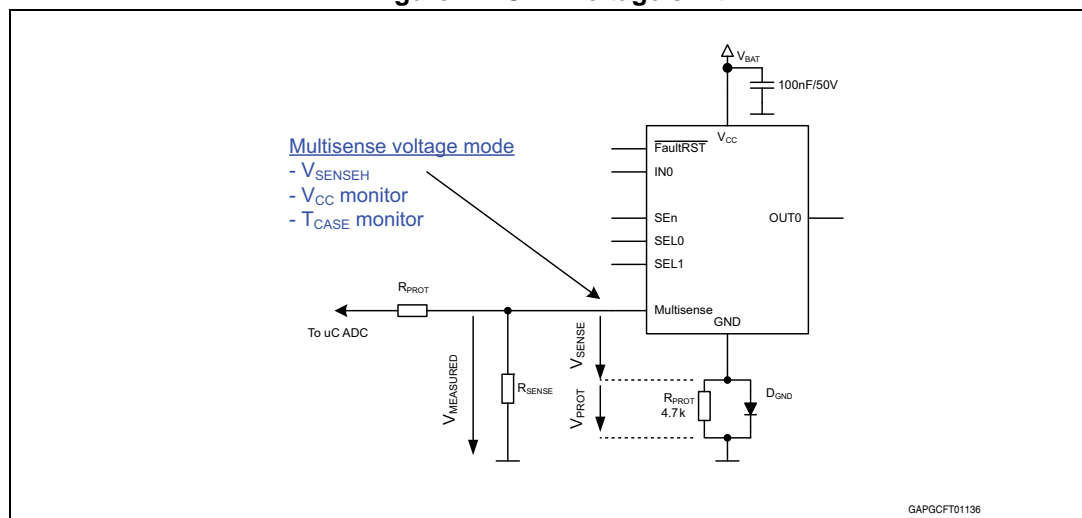 V_BAT
100nF/50V
V_CC
FaultRST
IN0
SEn
SEL0
SEL1
Multisense
GND
OUT0
Multisense voltage mode
- V_SENSEH
- V_CC monitor
- T_CASE monitor
R_PROT
To uC ADC
V_MEASURED
R_SENSE
V_SENSE
V_PROT
R_PROT
4.7k
D_GND
GAPGCFT01136